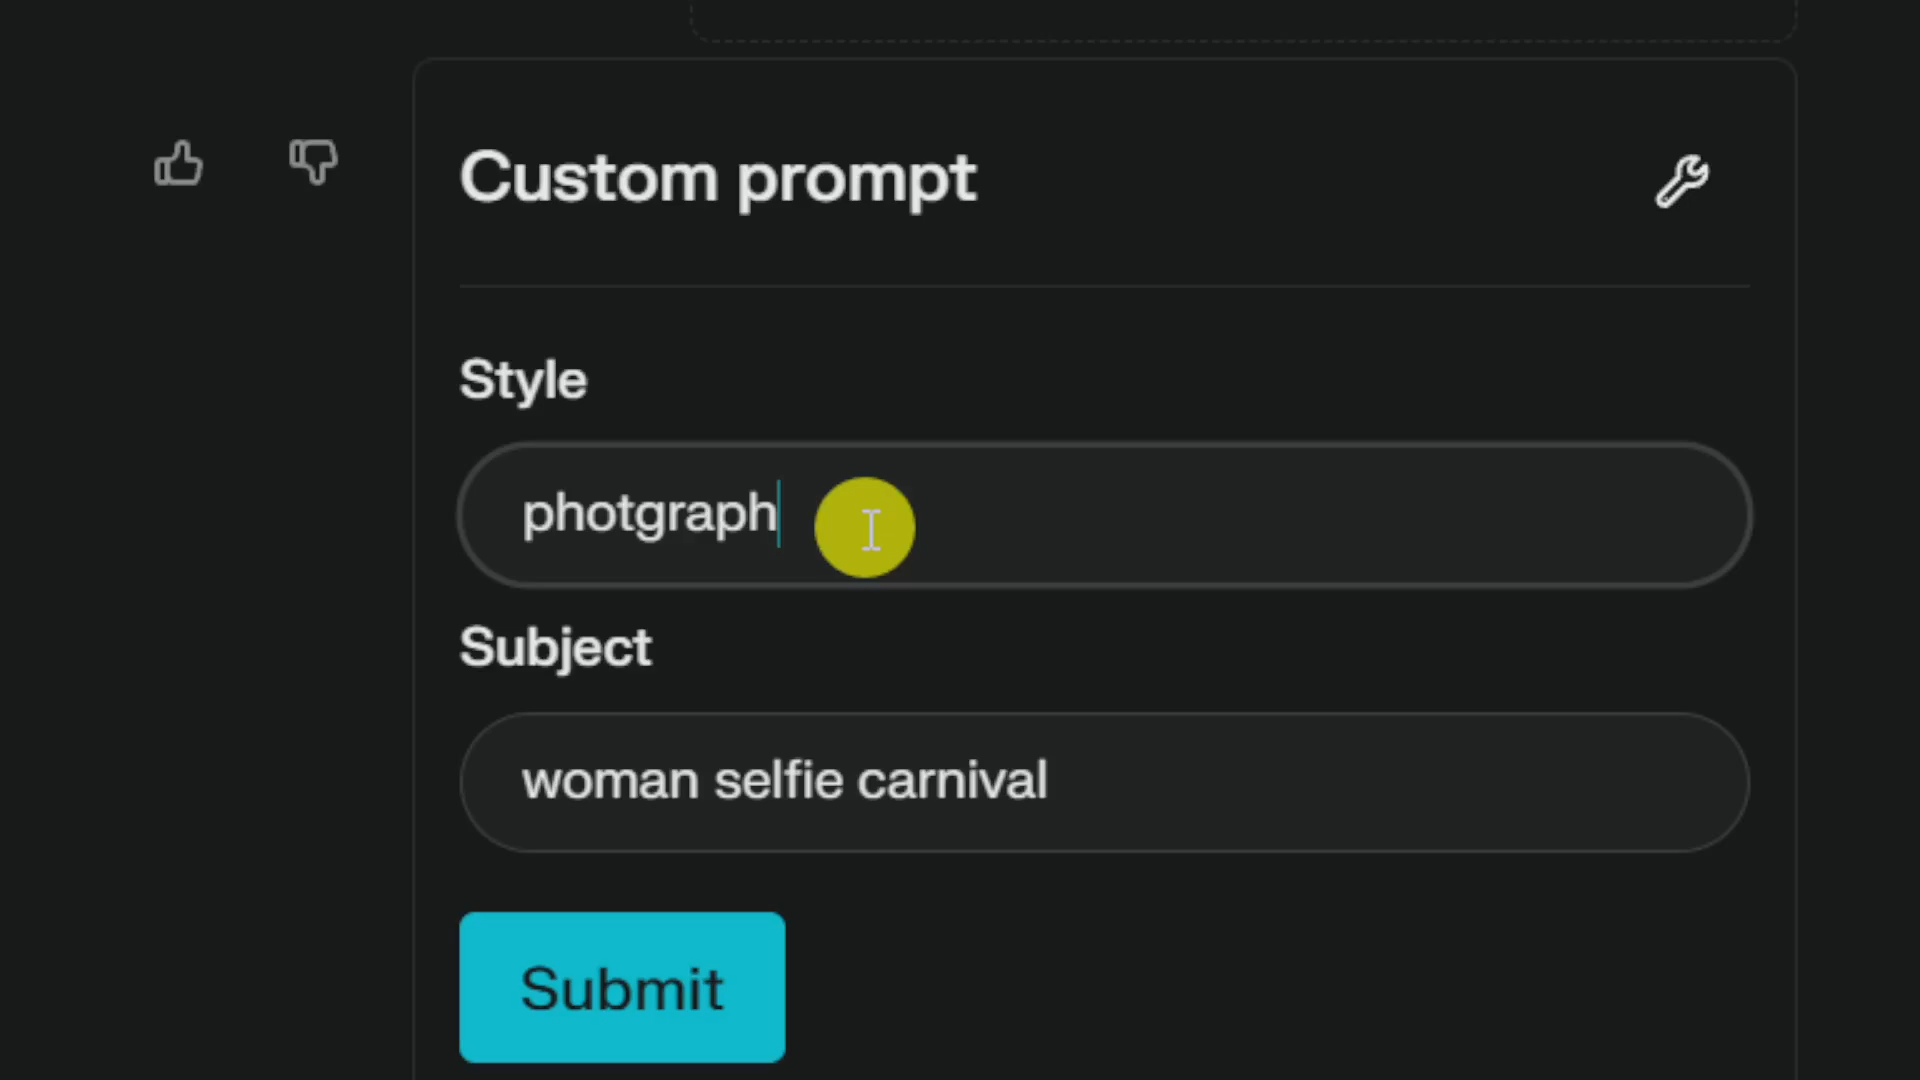 Custom prompt
Style
photgraph
Subject
woman selfie carnival
Submit